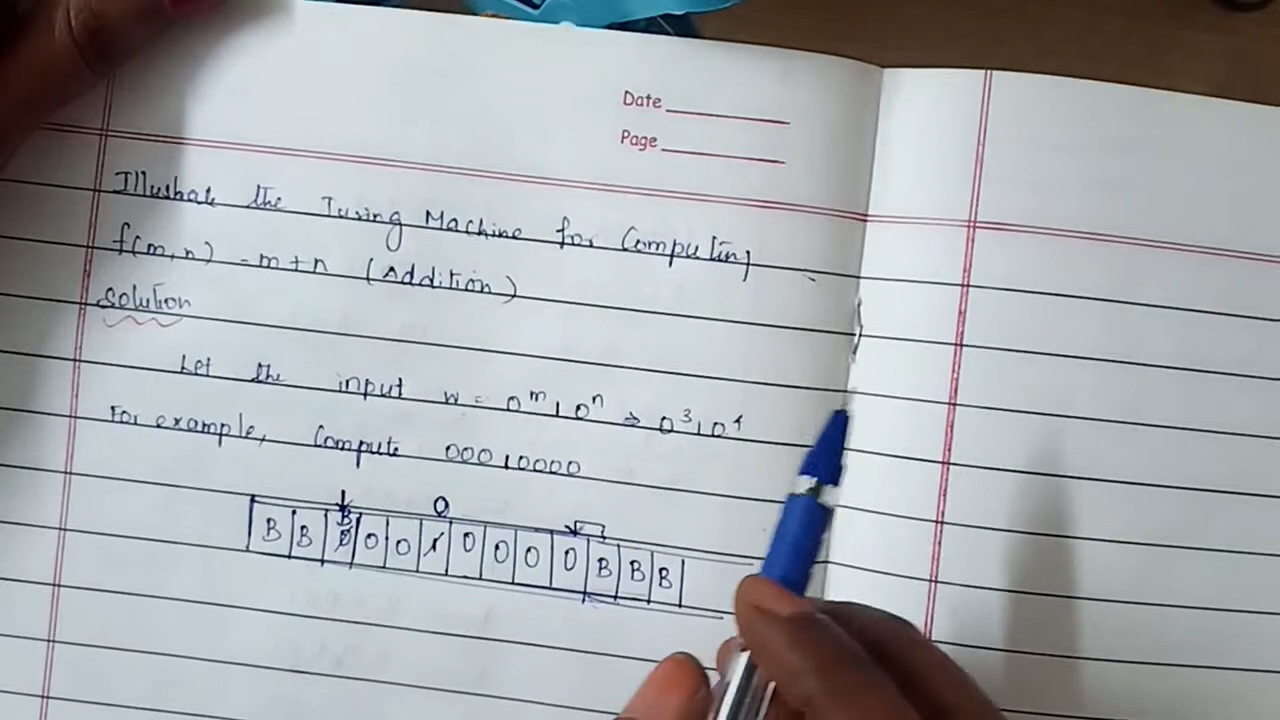 Date
Page
Illustrate the Turing Machine for Computing
f(m,n) = m+n (Addition)
Solution
Let the input w = 0^m 1 0^n ⇒ 0^3 1 0^4
For example, Compute 00010000
0
B
B B 0 0 0 1 0 0 0 0 B B B